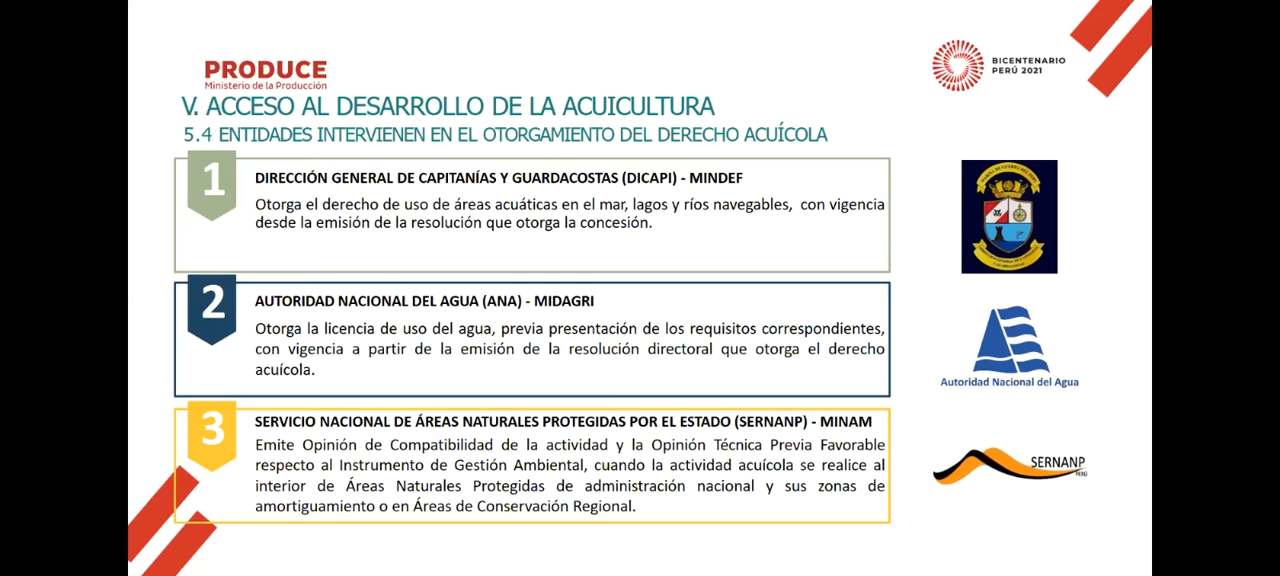 PRODUCE
Ministerio de la Producción
BICENTENARIO
PERÚ 2021
V. ACCESO AL DESARROLLO DE LA ACUICULTURA
5.4 ENTIDADES INTERVIENEN EN EL OTORGAMIENTO DEL DERECHO ACUÍCOLA
1
DIRECCIÓN GENERAL DE CAPITANÍAS Y GUARDACOSTAS (DICAPI) - MINDEF
Otorga el derecho de uso de áreas acuáticas en el mar, lagos y ríos navegables, con vigencia
desde la emisión de la resolución que otorga la concesión.
2
AUTORIDAD NACIONAL DEL AGUA (ANA) - MIDAGRI
Otorga la licencia de uso del agua, previa presentación de los requisitos correspondientes,
con vigencia a partir de la emisión de la resolución directoral que otorga el derecho
acuícola.
Autoridad Nacional del Agua
3
SERVICIO NACIONAL DE ÁREAS NATURALES PROTEGIDAS POR EL ESTADO (SERNANP) - MINAM
Emite Opinión de Compatibilidad de la actividad y la Opinión Técnica Previa Favorable
respecto al Instrumento de Gestión Ambiental, cuando la actividad acuícola se realice al
interior de Áreas Naturales Protegidas de administración nacional y sus zonas de
amortiguamiento o en Áreas de Conservación Regional.
SERNANP
PERÚ